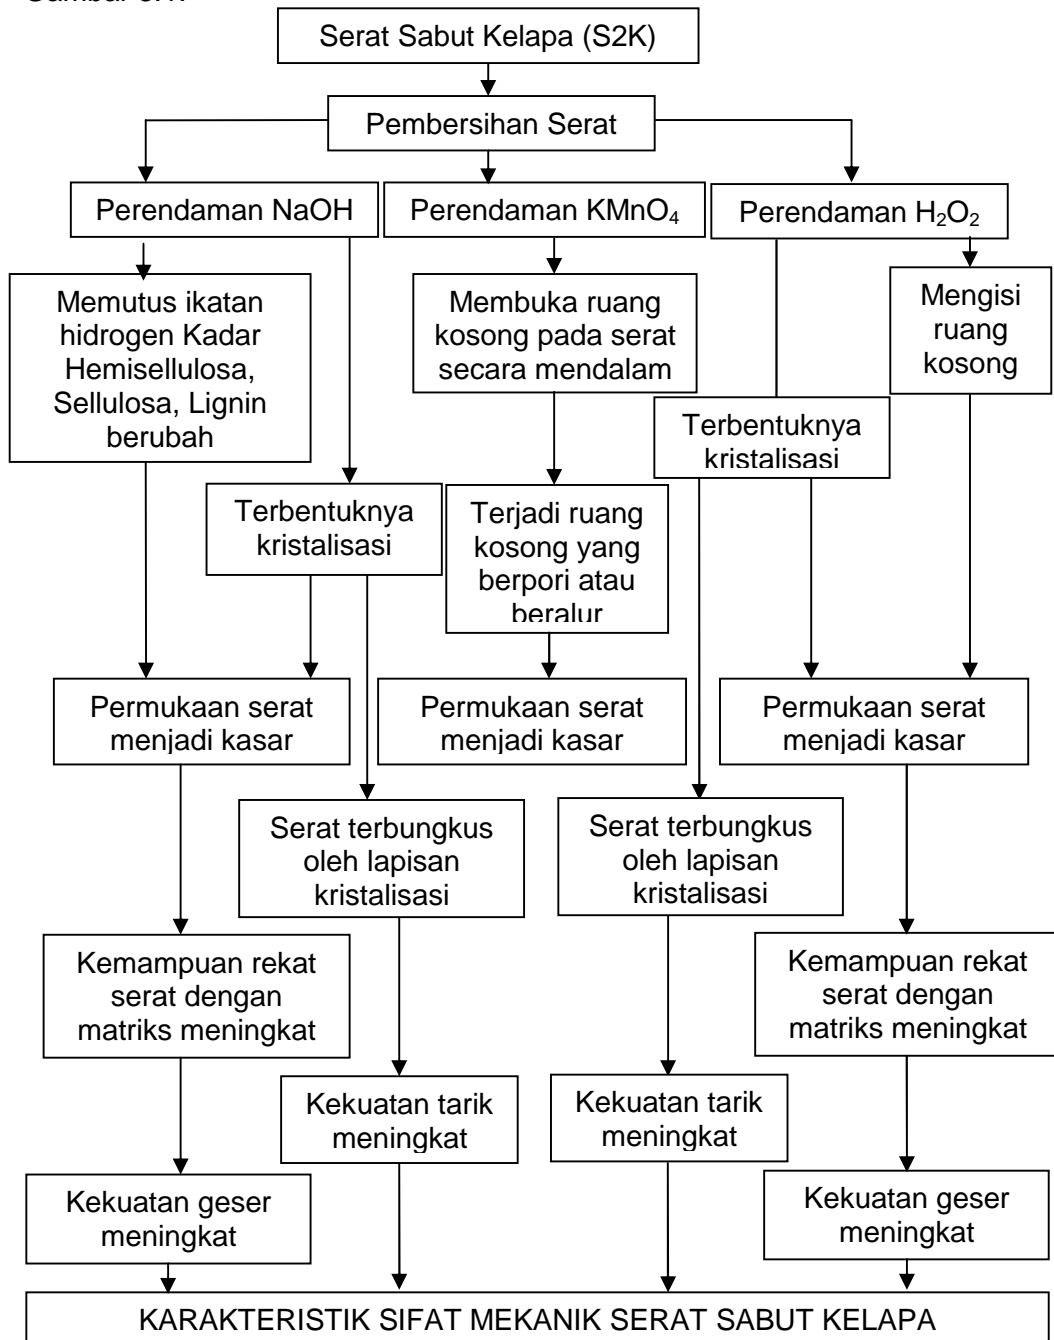 Serat Sabut Kelapa (S2K)
Pembersihan Serat
Perendaman NaOH
Perendaman KMnO₄
Perendaman H₂O₂
Memutus ikatan
hidrogen Kadar
Hemisellulosa,
Sellulosa, Lignin
berubah
Membuka ruang
kosong pada serat
secara mendalam
Mengisi
ruang
kosong
Terbentuknya
kristalisasi
Terbentuknya
kristalisasi
Terjadi ruang
kosong yang
berpori atau
beralur
Permukaan serat
menjadi kasar
Permukaan serat
menjadi kasar
Permukaan serat
menjadi kasar
Serat terbungkus
oleh lapisan
kristalisasi
Serat terbungkus
oleh lapisan
kristalisasi
Kemampuan rekat
serat dengan
matriks meningkat
Kemampuan rekat
serat dengan
matriks meningkat
Kekuatan tarik
meningkat
Kekuatan tarik
meningkat
Kekuatan geser
meningkat
Kekuatan geser
meningkat
KARAKTERISTIK SIFAT MEKANIK SERAT SABUT KELAPA